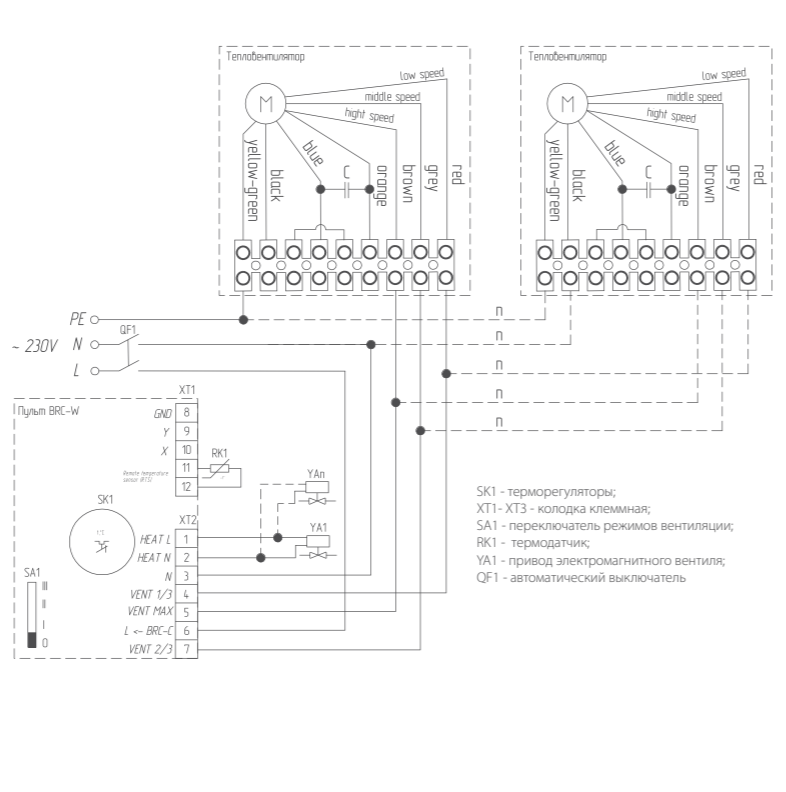 Тепловентилятор
Тепловентилятор
low speed
middle speed
hight speed
M
yellow-green
black
blue
C
orange
brown
grey
red
low speed
middle speed
hight speed
M
yellow-green
black
blue
C
orange
brown
grey
red
n
n
n
n
n
PE
QF1
~ 230V
N
L
XT1
Пульт BRC-W
GND 8
Y 9
X 10
11
12
Remote temperature
sensor (RTS)
RK1
SK1
XT2
HEAT L 1
HEAT N 2
N 3
VENT 1/3 4
VENT MAX 5
L <- BRC-C 6
VENT 2/3 7
YAn
YA1
SA1
III
II
I
0
SK1 - терморегуляторы;
XT1- XT3 - колодка клеммная;
SA1 - переключатель режимов вентиляции;
RK1 - термодатчик;
YA1 - привод электромагнитного вентиля;
QF1 - автоматический выключатель